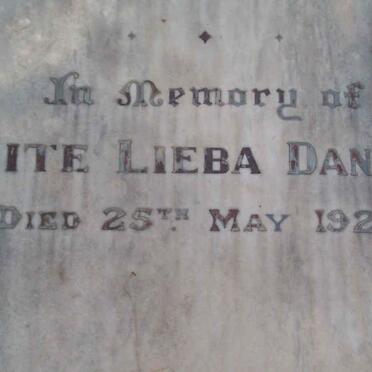 In Memory of
ITE LIEBA DAN
DIED 25TH MAY 192